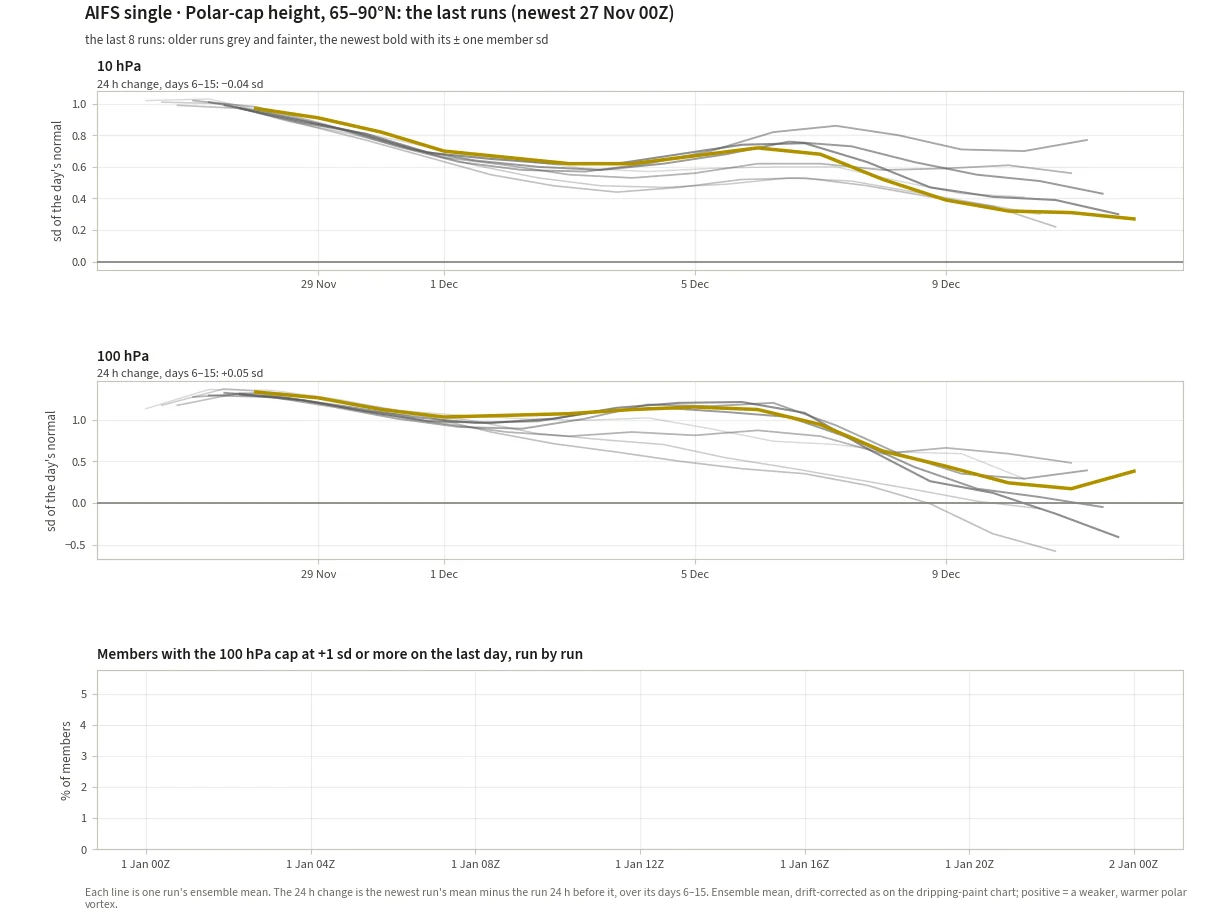 AIFS single · Polar-cap height, 65–90°N: the last runs (newest 27 Nov 00Z)
the last 8 runs: older runs grey and fainter, the newest bold with its ± one member sd
10 hPa
24 h change, days 6–15: −0.04 sd
sd of the day's normal
1.0
0.8
0.6
0.4
0.2
0.0
29 Nov
1 Dec
5 Dec
9 Dec
100 hPa
24 h change, days 6–15: +0.05 sd
sd of the day's normal
1.0
0.5
0.0
−0.5
29 Nov
1 Dec
5 Dec
9 Dec
Members with the 100 hPa cap at +1 sd or more on the last day, run by run
% of members
5
4
3
2
1
0
1 Jan 00Z
1 Jan 04Z
1 Jan 08Z
1 Jan 12Z
1 Jan 16Z
1 Jan 20Z
2 Jan 00Z
Each line is one run's ensemble mean. The 24 h change is the newest run's mean minus the run 24 h before it, over its days 6–15. Ensemble mean, drift-corrected as on the dripping-paint chart; positive = a weaker, warmer polar
vortex.